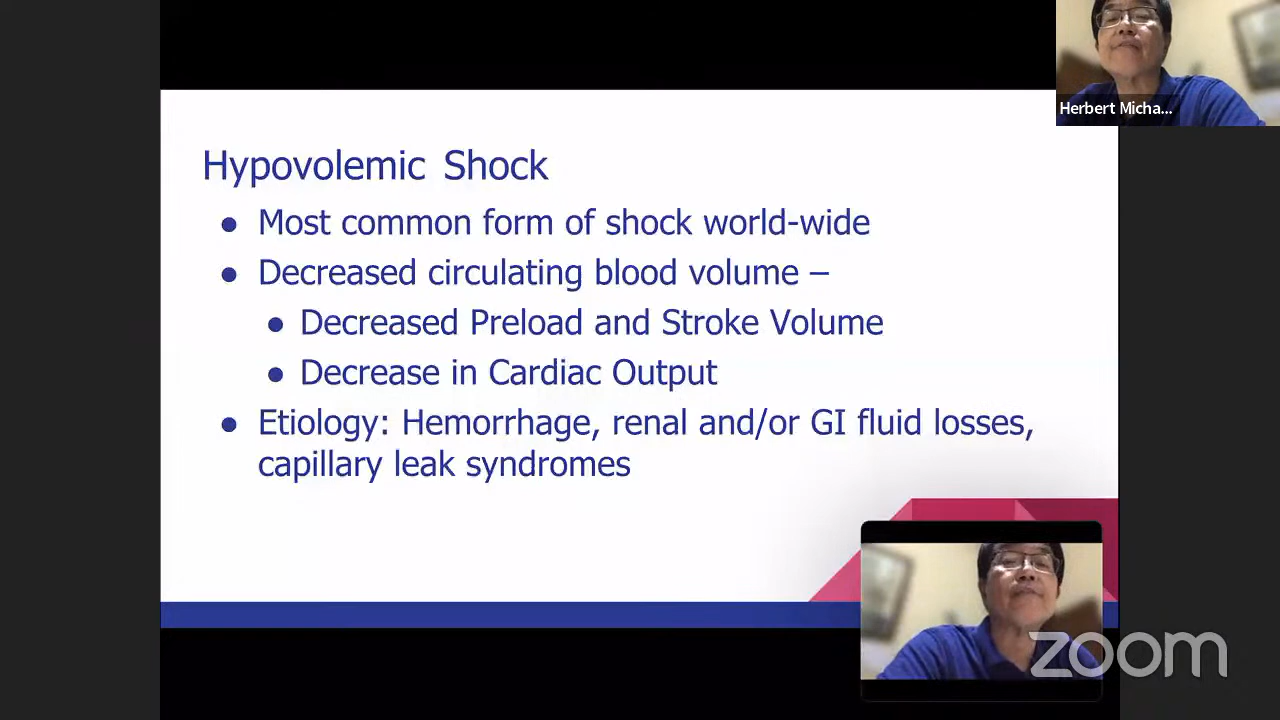 Herbert Micha...
Hypovolemic Shock
● Most common form of shock world-wide
● Decreased circulating blood volume –
● Decreased Preload and Stroke Volume
● Decrease in Cardiac Output
● Etiology: Hemorrhage, renal and/or GI fluid losses,
capillary leak syndromes
zoom